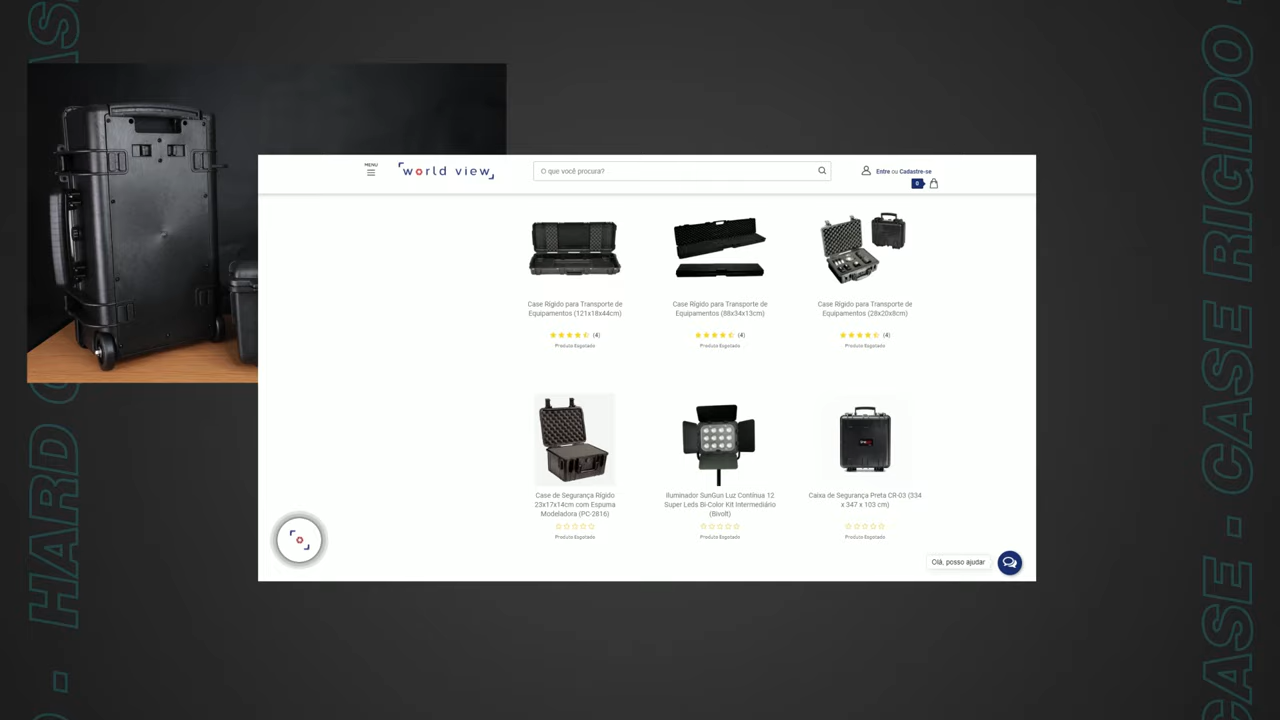 MENU
world view
O que você procura?
Entre ou Cadastre-se
0
Case Rígido para Transporte de
Equipamentos (121x18x44cm)
(4)
Produto Esgotado
Case Rígido para Transporte de
Equipamentos (88x34x13cm)
(4)
Produto Esgotado
Case Rígido para Transporte de
Equipamentos (28x20x8cm)
(4)
Produto Esgotado
Case de Segurança Rígido
23x17x14cm com Espuma
Modeladora (PC-2816)
Produto Esgotado
Iluminador SunGun Luz Contínua 12
Super Leds Bi-Color Kit Intermediário
(Bivolt)
Produto Esgotado
Caixa de Segurança Preta CR-03 (334
x 347 x 103 cm)
Produto Esgotado
Olá, posso ajudar
HARD CAS
CASE - CASE RIGIDO -